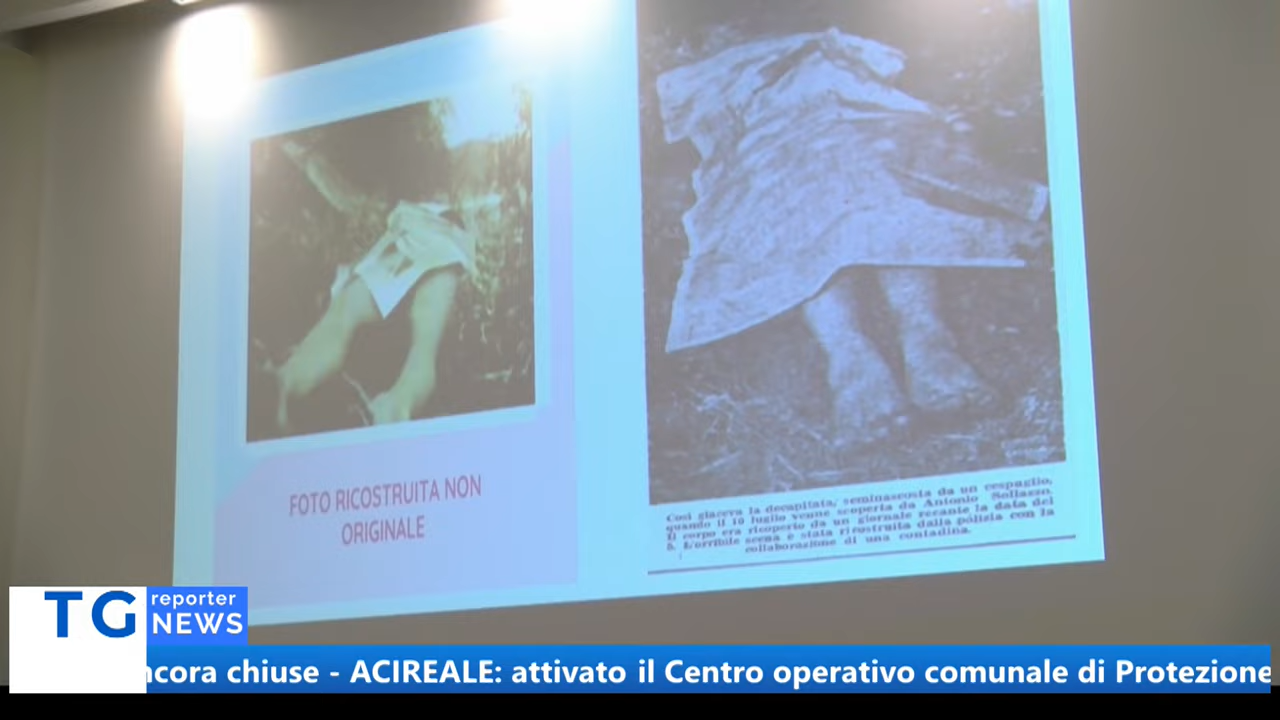 FOTO RICOSTRUITA NON
ORIGINALE
Così giaceva la decapitata, seminascosta da un cespuglio,
quando il 10 luglio venne scoperta da Antonio Sollazzo.
Il corpo era ricoperto da un giornale recante la data del
5. L'orribile scena è stata ricostruita dalla polizia con la
collaborazione di una contadina.
TG reporter
NEWS
ncora chiuse - ACIREALE: attivato il Centro operativo comunale di Protezione